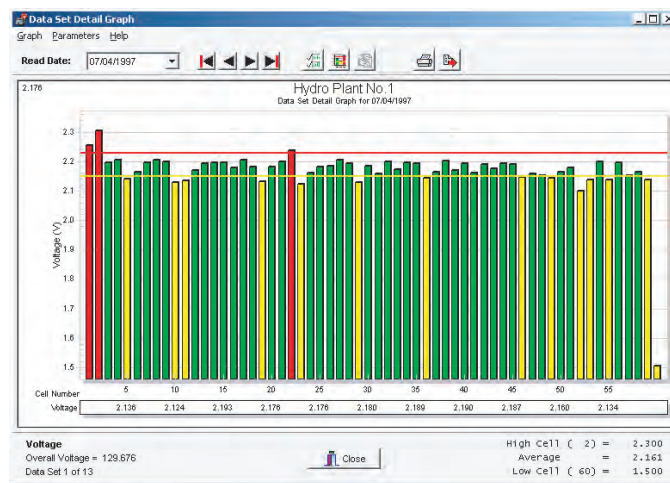 Data Set Detail Graph
Graph Parameters Help
Read Date: 07/04/1997
2.176
Hydro Plant No.1
Data Set Detail Graph for 07/04/1997
Voltage (V)
2.3
2.2
2.1
2.0
1.9
1.8
1.7
1.6
1.5
Cell Number 5 10 15 20 25 30 35 40 45 50 55
Voltage 2.136 2.124 2.193 2.176 2.176 2.180 2.189 2.190 2.187 2.160 2.134
Voltage
Overall Voltage = 129.676
Data Set 1 of 13
Close
High Cell ( 2) = 2.300
Average = 2.161
Low Cell ( 60) = 1.500